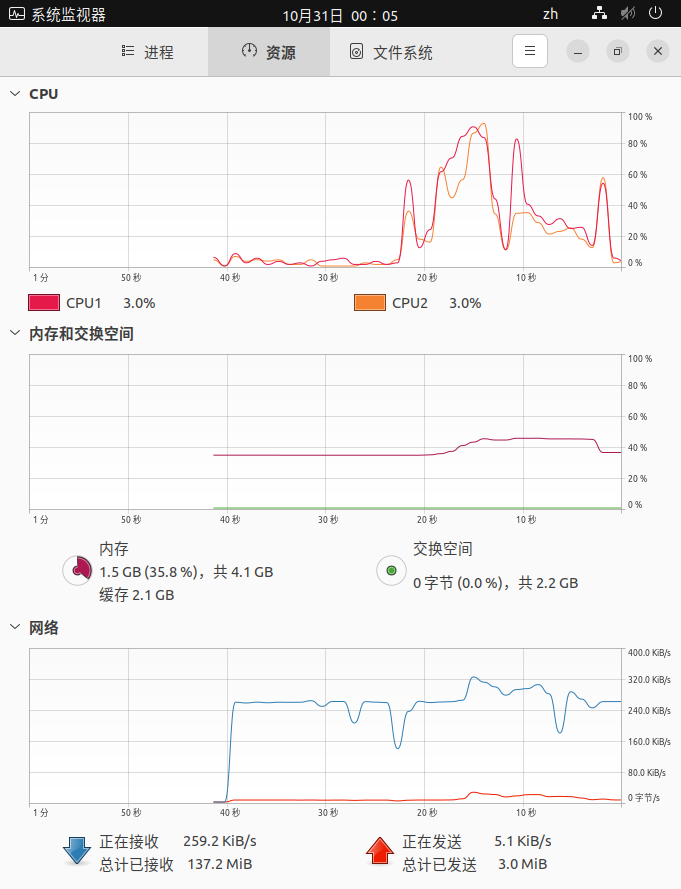 系统监视器
10月31日 00：05
zh
进程
资源
文件系统
CPU
100 %
80 %
60 %
40 %
20 %
0 %
1 分
50 秒
40 秒
30 秒
20 秒
10 秒
CPU1 3.0%
CPU2 3.0%
内存和交换空间
100 %
80 %
60 %
40 %
20 %
0 %
1 分
50 秒
40 秒
30 秒
20 秒
10 秒
内存
1.5 GB (35.8 %)，共 4.1 GB
缓存 2.1 GB
交换空间
0 字节 (0.0 %)，共 2.2 GB
网络
400.0 KiB/s
320.0 KiB/s
240.0 KiB/s
160.0 KiB/s
80.0 KiB/s
0 字节/s
1 分
50 秒
40 秒
30 秒
20 秒
10 秒
正在接收 259.2 KiB/s
总计已接收 137.2 MiB
正在发送 5.1 KiB/s
总计已发送 3.0 MiB